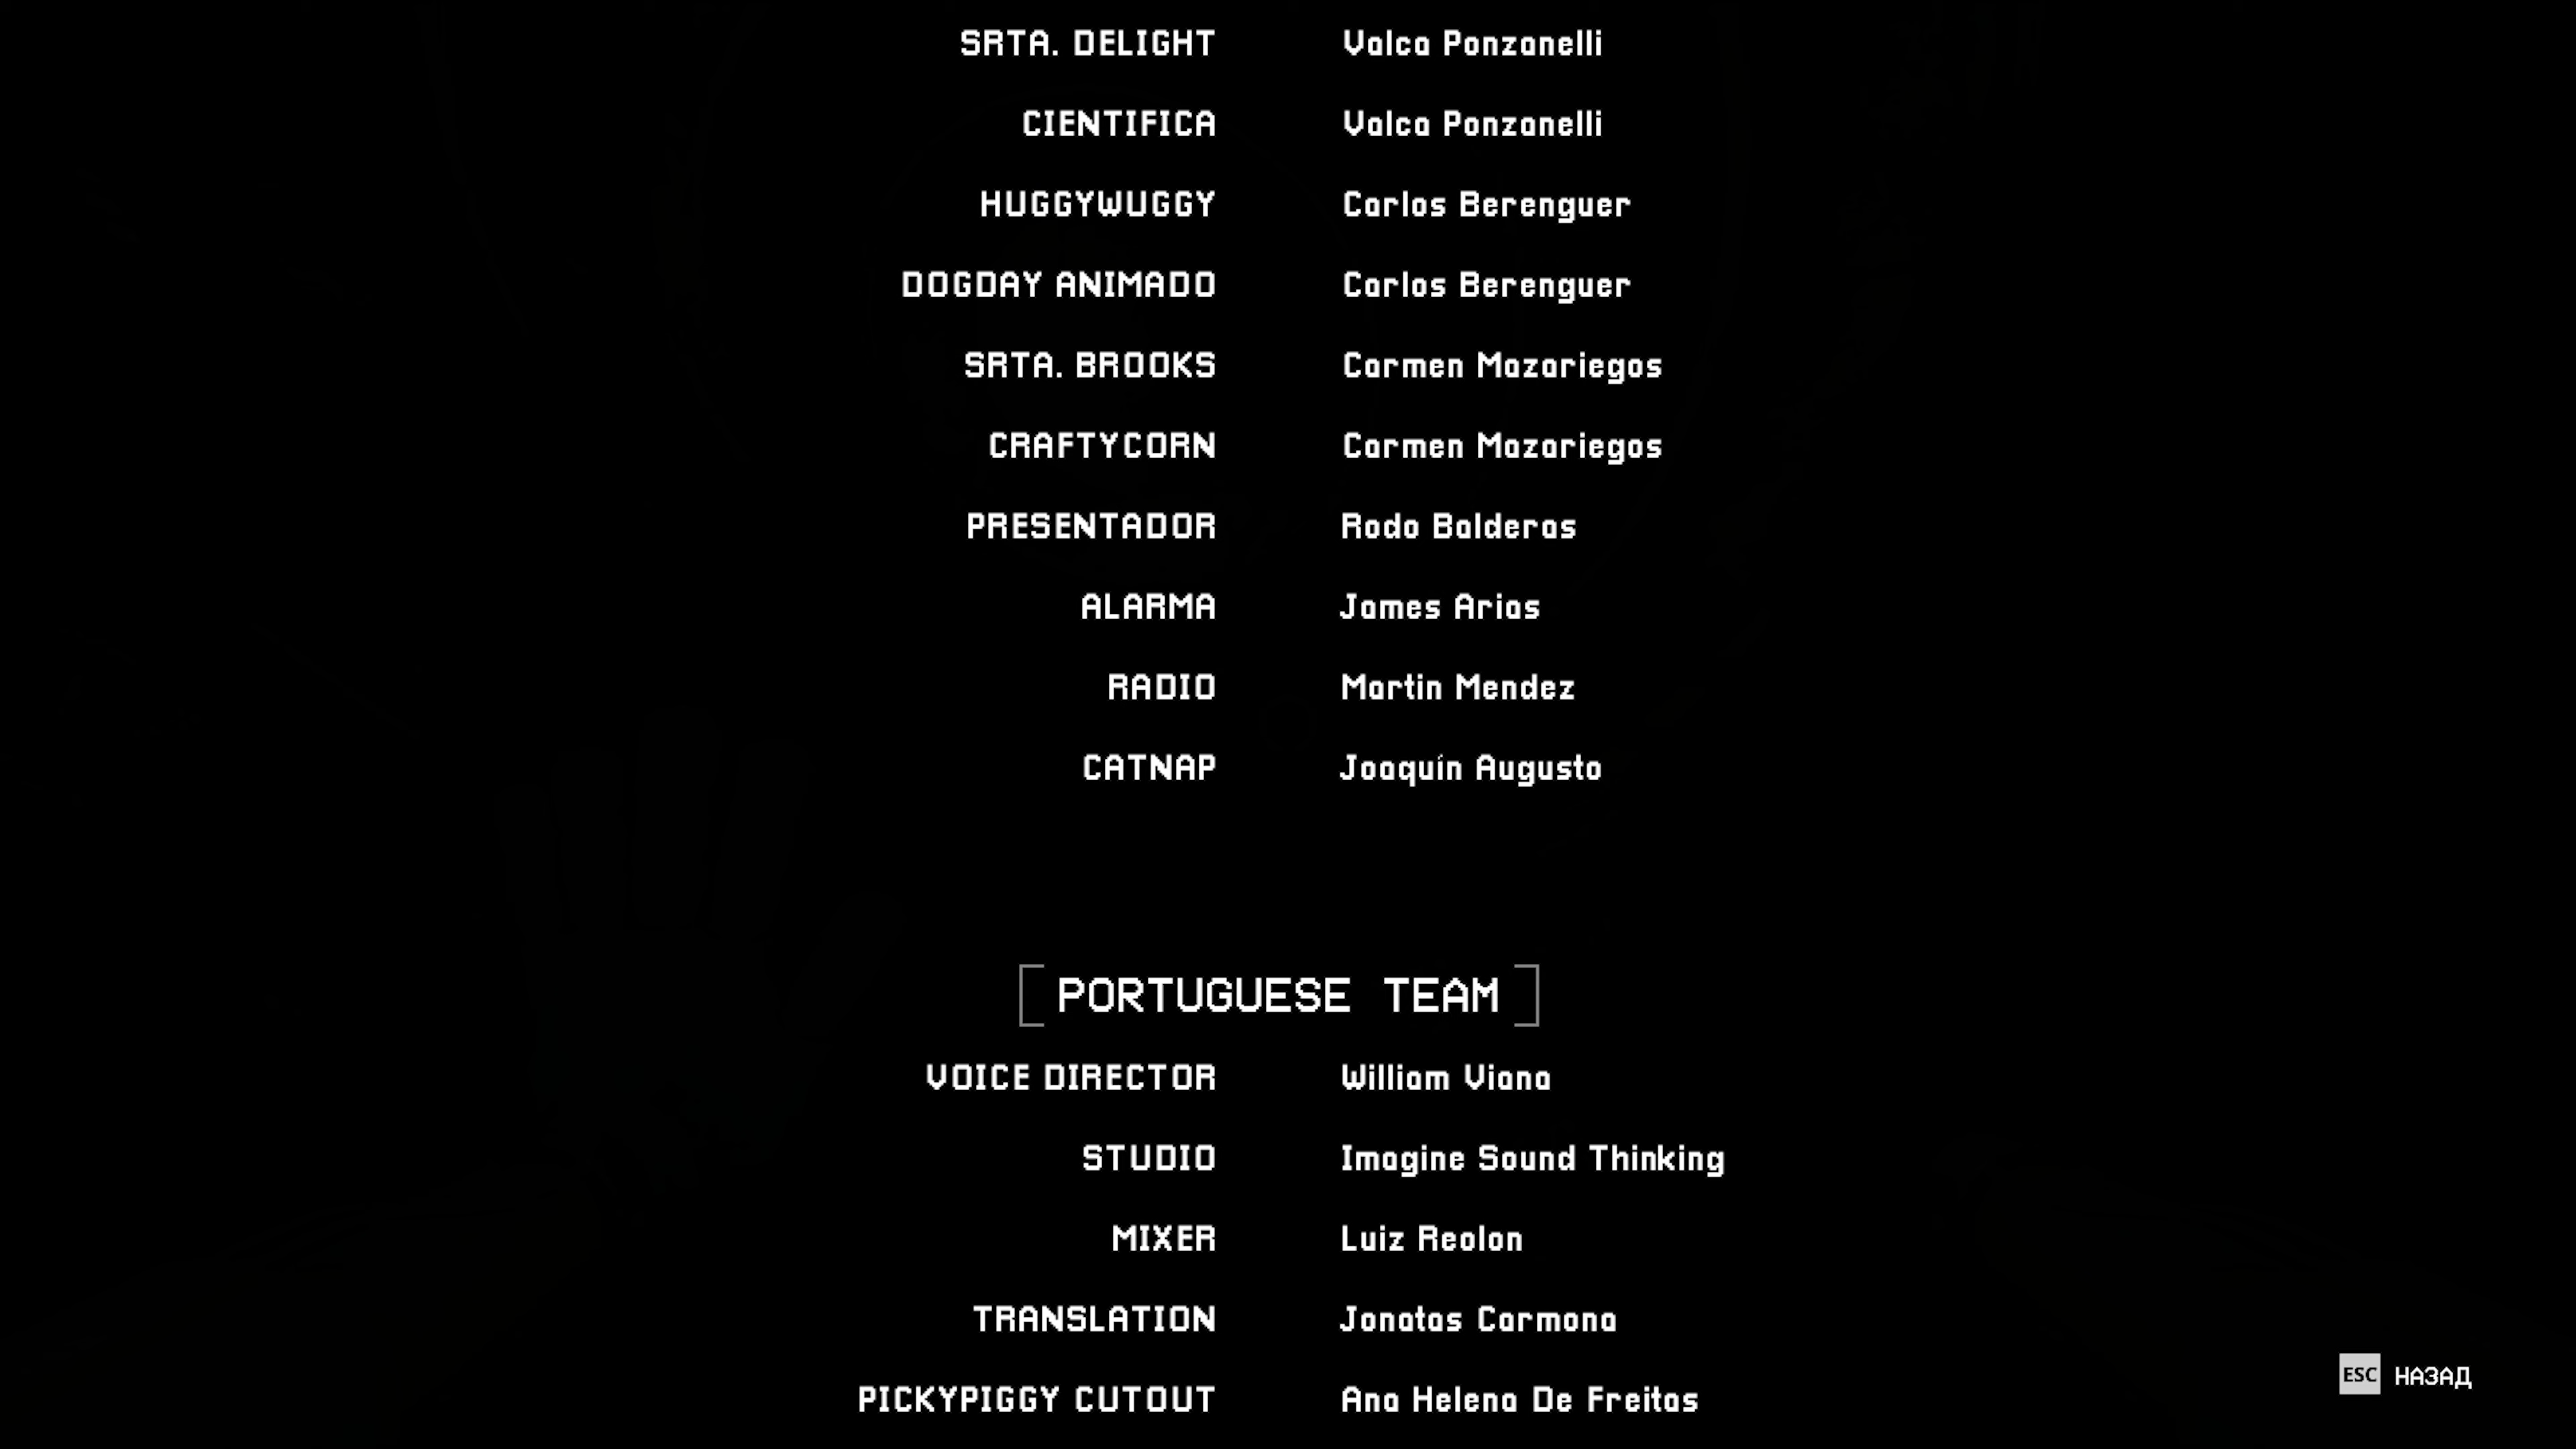 SRTA. DELIGHT Valca Ponzanelli
CIENTIFICA Valca Ponzanelli
HUGGYWUGGY Carlos Berenguer
DOGDAY ANIMADO Carlos Berenguer
SRTA. BROOKS Carmen Mazariegos
CRAFTYCORN Carmen Mazariegos
PRESENTADOR Rodo Balderas
ALARMA James Arias
RADIO Martin Mendez
CATNAP Joaquín Augusto
PORTUGUESE TEAM
VOICE DIRECTOR William Viana
STUDIO Imagine Sound Thinking
MIXER Luiz Reolon
TRANSLATION Jonatas Carmona
ESC НАЗАД
PICKYPIGGY CUTOUT Ana Helena De Freitas